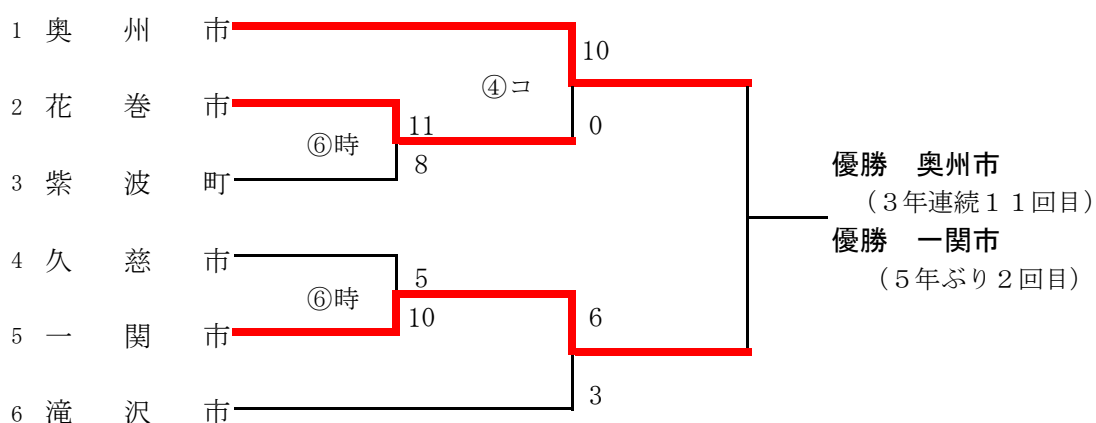 1 奥 州 市
10
④コ
2 花 巻 市
11
0
⑥時
8
3 紫 波 町
優勝 奥州市
（３年連続１１回目）
優勝 一関市
（５年ぶり２回目）
4 久 慈 市
5
⑥時
10
6
5 一 関 市
3
6 滝 沢 市